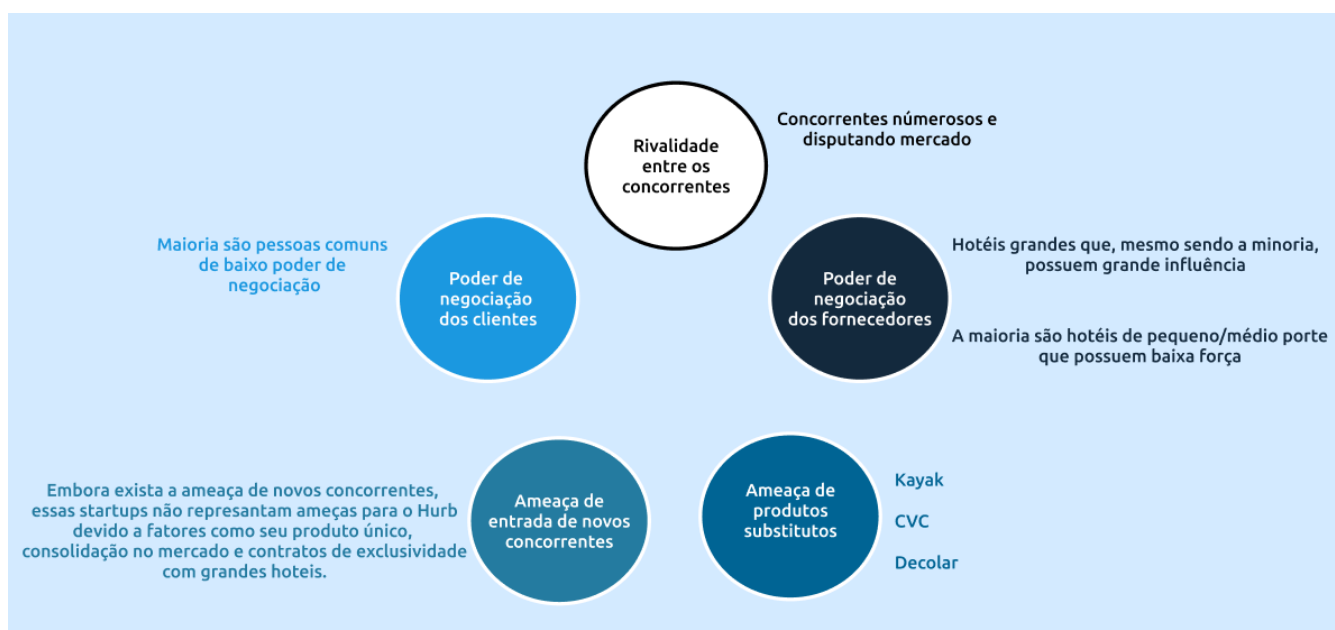 Rivalidade
entre os
concorrentes
Concorrentes númerosos e
disputando mercado
Maioria são pessoas comuns
de baixo poder de
negociação
Poder de
negociação
dos clientes
Poder de
negociação
dos fornecedores
Hotéis grandes que, mesmo sendo a minoria,
possuem grande influência
A maioria são hotéis de pequeno/médio porte
que possuem baixa força
Embora exista a ameaça de novos concorrentes,
essas startups não represantam ameças para o Hurb
devido a fatores como seu produto único,
consolidação no mercado e contratos de exclusividade
com grandes hoteis.
Ameaça de
entrada de novos
concorrentes
Ameaça de
produtos
substitutos
Kayak
CVC
Decolar